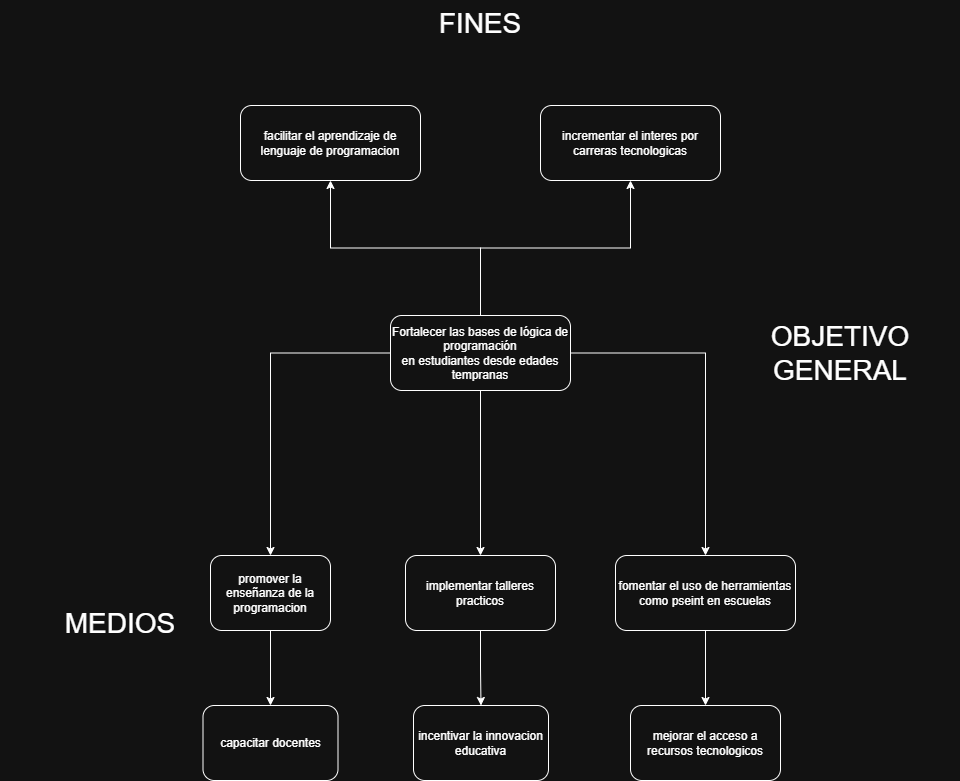 FINES
facilitar el aprendizaje de
lenguaje de programacion
incrementar el interes por
carreras tecnologicas
Fortalecer las bases de lógica de
programación
en estudiantes desde edades
tempranas
OBJETIVO
GENERAL
promover la
enseñanza de la
programacion
implementar talleres
practicos
fomentar el uso de herramientas
como pseint en escuelas
MEDIOS
capacitar docentes
incentivar la innovacion
educativa
mejorar el acceso a
recursos tecnologicos